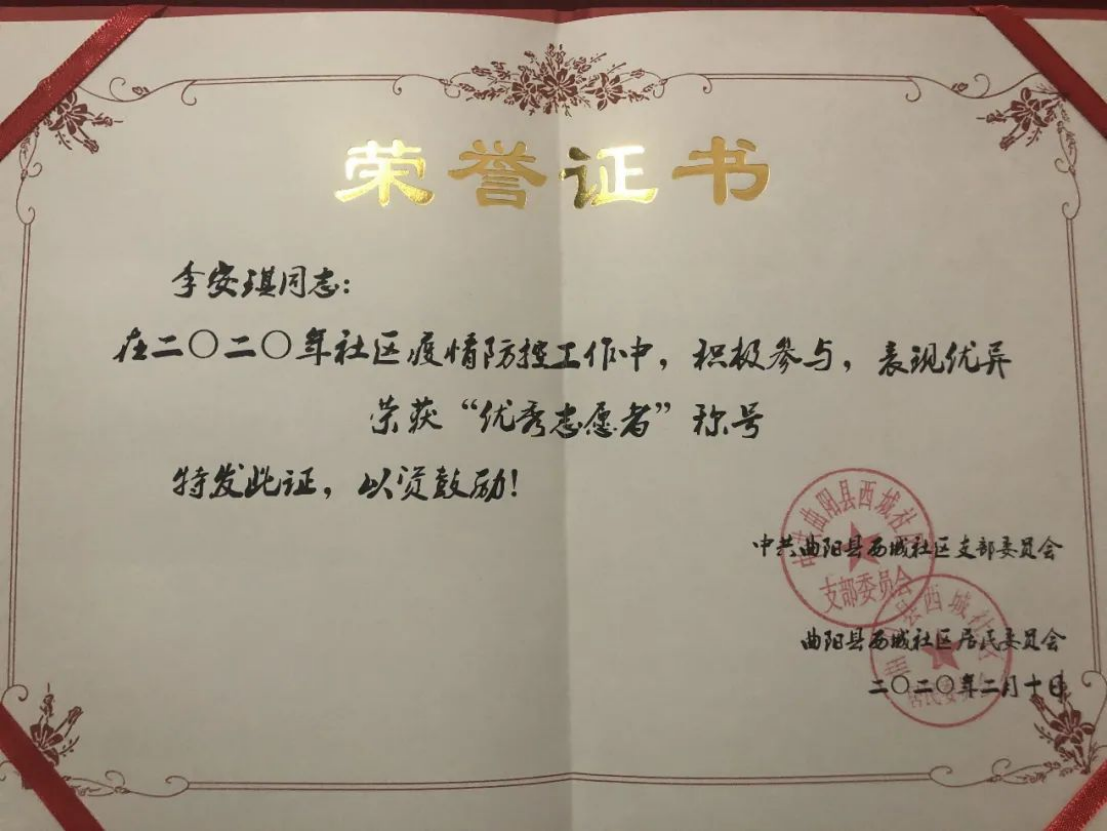 荣誉证书
李安琪同志：
在二〇二〇年社区疫情防控工作中，积极参与，表现优异
荣获“优秀志愿者”称号
特发此证，以资鼓励！
中共曲阳县西城社区支部委员会
曲阳县西城社区居民委员会
二〇二〇年二月十日